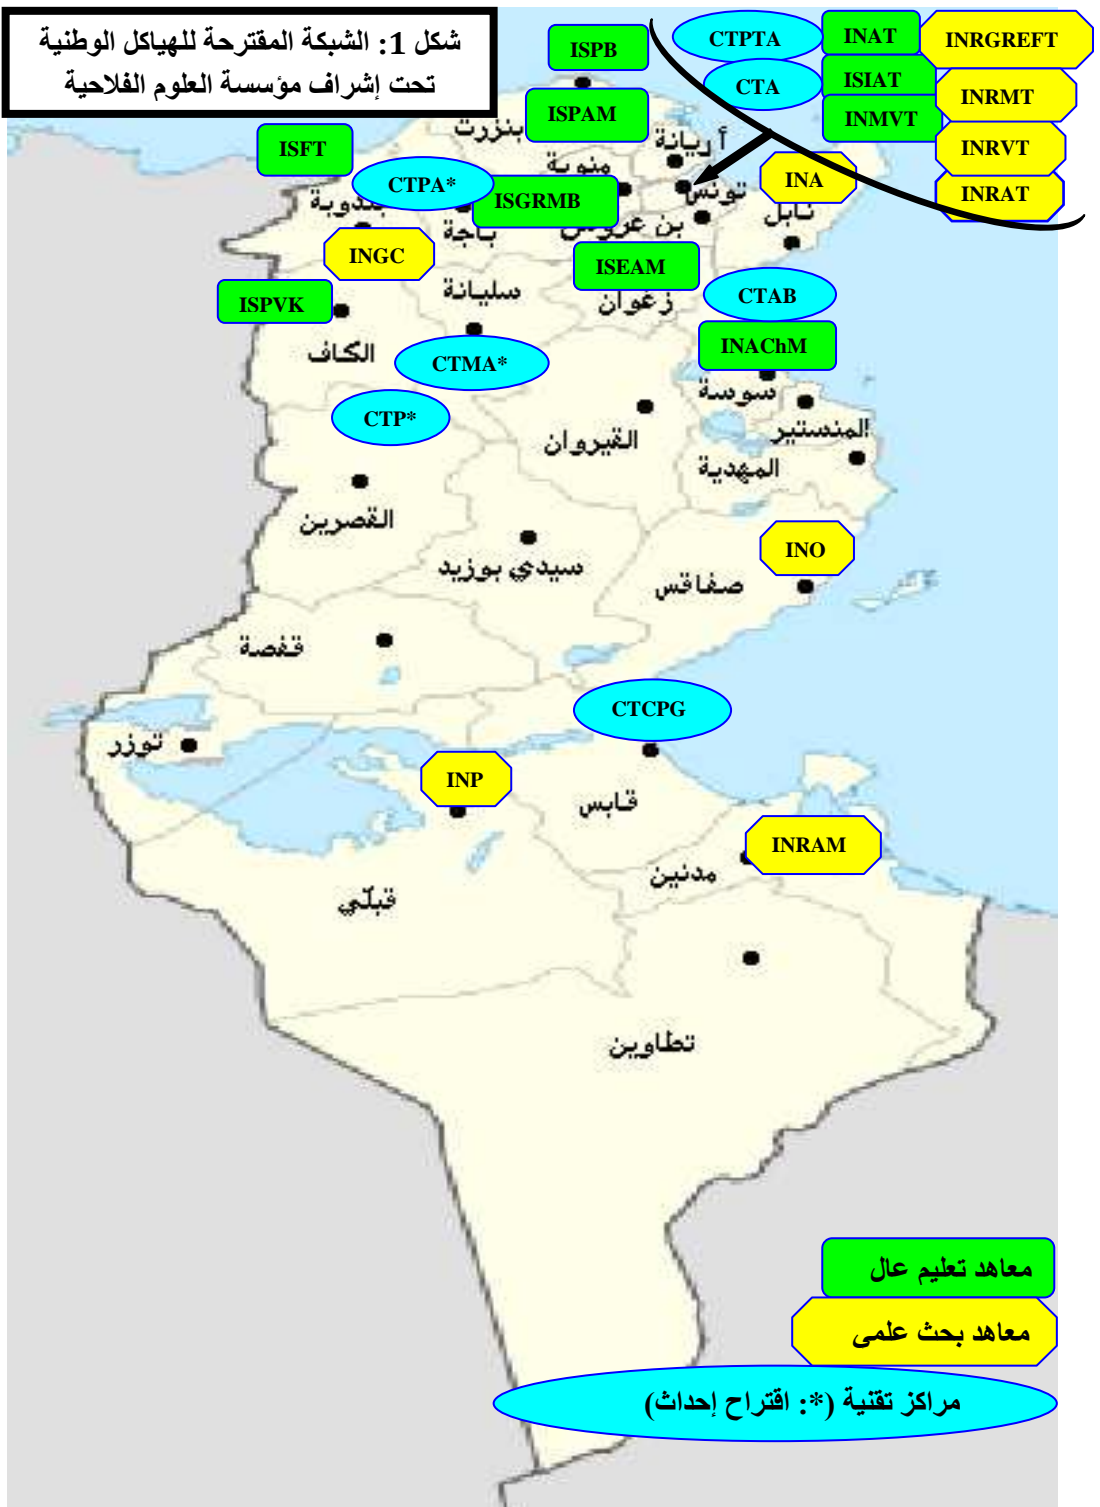 شكل 1: الشبكة المقترحة للهياكل الوطنية
تحت إشراف مؤسسة العلوم الفلاحية
ISPB
CTPTA
INAT
INRGREFT
CTA
ISIAT
INRMT
ISPAM
INMVT
بنزرت
أريانة
ISFT
INRVT
منوبة
CTPA*
ISGRMB
تونس
INA
INRAT
باجة
بن عروس
نابل
INGC
ISEAM
ISPVK
سليانة
زغوان
CTAB
الكاف
CTMA*
INAChM
سوسة
CTP*
القيروان
المنستير
المهدية
القصرين
سيدي بوزيد
INO
صفاقس
قفصة
CTCPG
توزر
INP
قابس
INRAM
مدنين
قبلّي
تطاوين
معاهد تعليم عال
معاهد بحث علمى
مراكز تقنية (*: اقتراح إحداث)